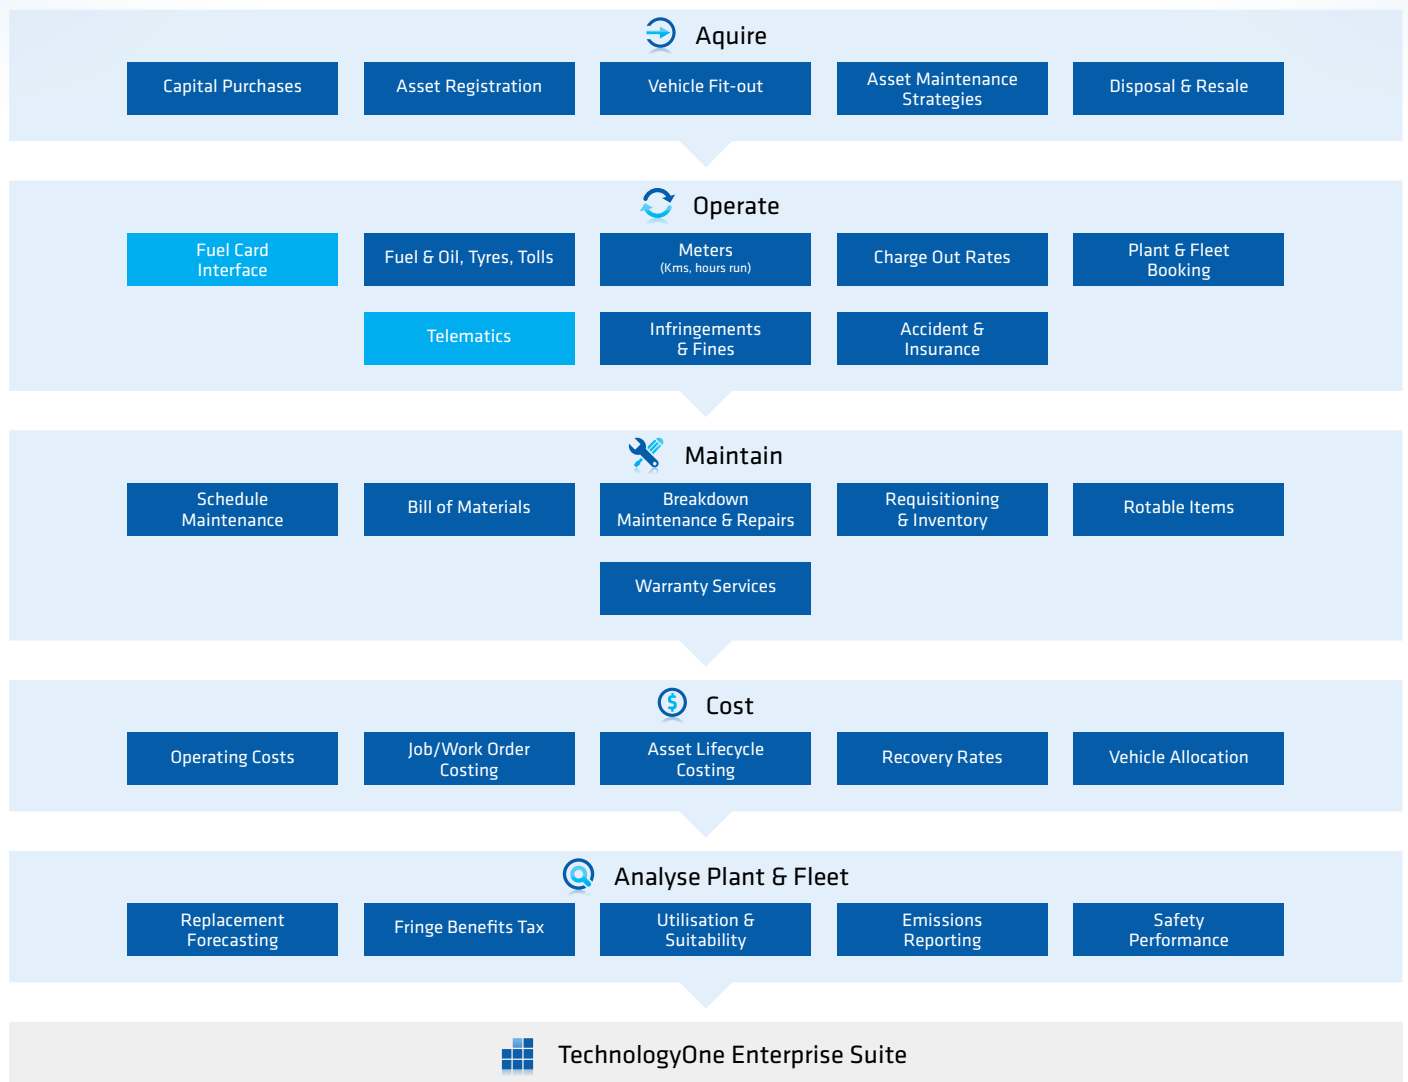 Aquire
Capital Purchases
Asset Registration
Vehicle Fit-out
Asset Maintenance
Strategies
Disposal & Resale
Operate
Fuel Card
Interface
Fuel & Oil, Tyres, Tolls
Meters
(Kms, hours run)
Charge Out Rates
Plant & Fleet
Booking
Telematics
Infringements
& Fines
Accident &
Insurance
Maintain
Schedule
Maintenance
Bill of Materials
Breakdown
Maintenance & Repairs
Requisitioning
& Inventory
Rotable Items
Warranty Services
$ Cost
Operating Costs
Job/Work Order
Costing
Asset Lifecycle
Costing
Recovery Rates
Vehicle Allocation
Analyse Plant & Fleet
Replacement
Forecasting
Fringe Benefits Tax
Utilisation &
Suitability
Emissions
Reporting
Safety
Performance
TechnologyOne Enterprise Suite